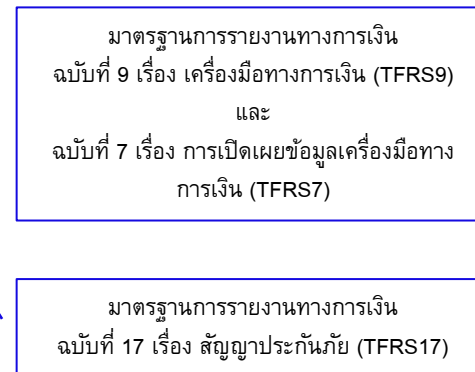 มาตรฐานการรายงานทางการเงิน
ฉบับที่ 9 เรื่อง เครื่องมือทางการเงิน (TFRS9)
และ
ฉบับที่ 7 เรื่อง การเปิดเผยข้อมูลเครื่องมือทาง
การเงิน (TFRS7)
มาตรฐานการรายงานทางการเงิน
ฉบับที่ 17 เรื่อง สัญญาประกันภัย (TFRS17)